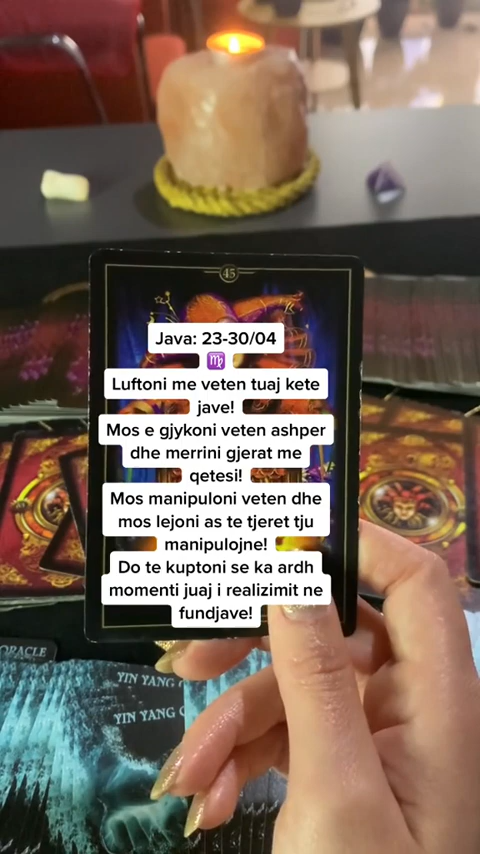 45
Java: 23-30/04
♍
Luftoni me veten tuaj kete
jave!
Mos e gjykoni veten ashper
dhe merrini gjerat me
qetesi!
Mos manipuloni veten dhe
mos lejoni as te tjeret tju
manipulojne!
Do te kuptoni se ka ardh
momenti juaj i realizimit ne
fundjave!
ORACLE
YIN YANG
YIN YANG